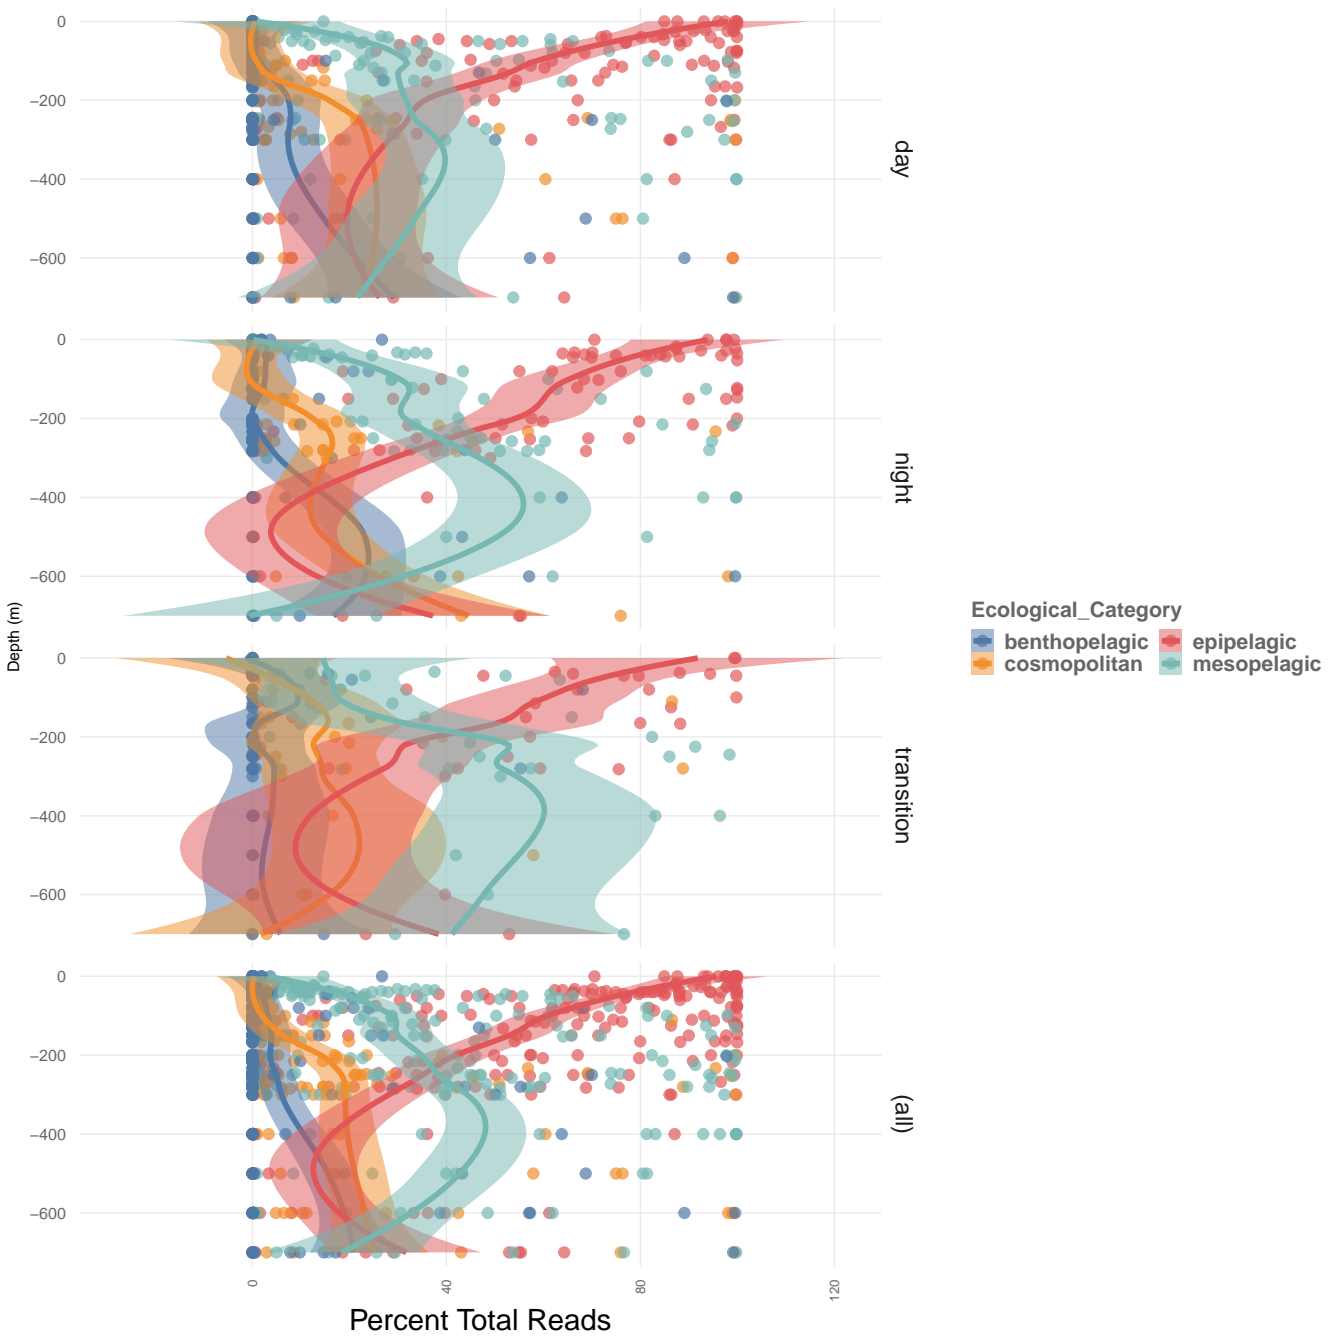 0
−200
−400
−600
day
0
−200
−400
−600
night
0
−200
−400
−600
transition
0
−200
−400
−600
(all)
0
40
120
Depth (m)
Percent Total Reads
Ecological_Category
benthopelagic
epipelagic
cosmopolitan
mesopelagic